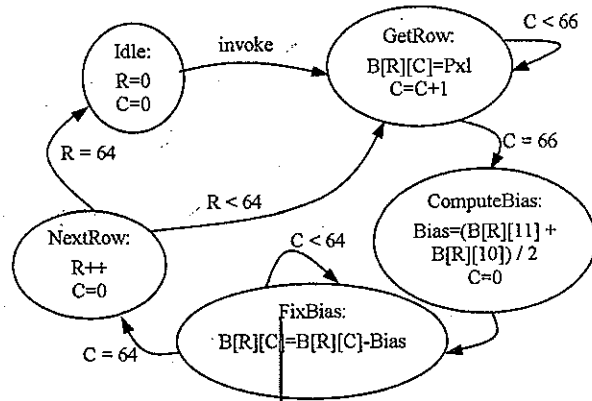 Idle:
R=0
C=0
invoke
GetRow:
B[R][C]=Pxl
C=C+1
C < 66
C = 66
ComputeBias:
Bias=(B[R][11] +
B[R][10]) / 2
C=0
C < 64
FixBias:
B[R][C]=B[R][C]-Bias
C = 64
NextRow:
R++
C=0
R < 64
R = 64